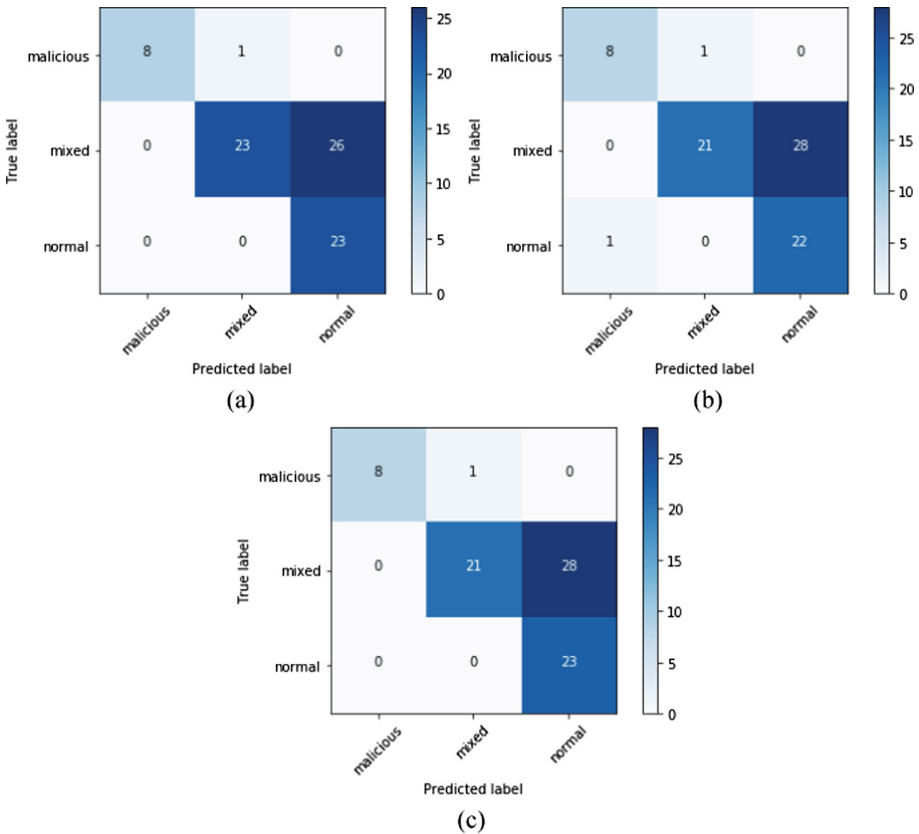 malicious 8 1 0
mixed 0 23 26
normal 0 0 23
malicious mixed normal
True label
Predicted label
0 5 10 15 20 25
(a)
malicious 8 1 0
mixed 0 21 28
normal 1 0 22
malicious mixed normal
True label
Predicted label
0 5 10 15 20 25
(b)
malicious 8 1 0
mixed 0 21 28
normal 0 0 23
malicious mixed normal
True label
Predicted label
0 5 10 15 20 25
(c)